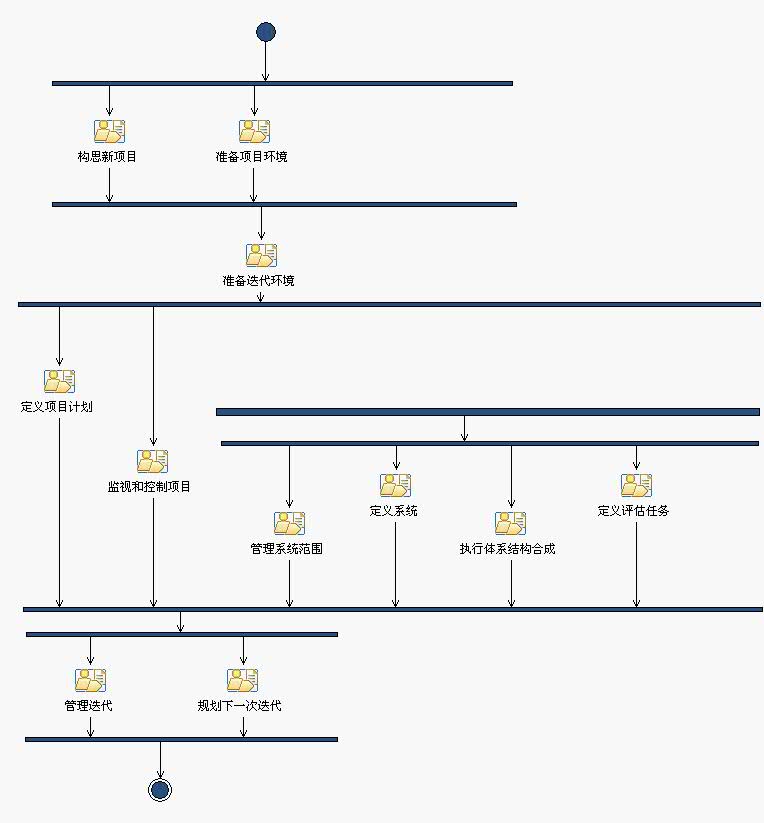 构思新项目
准备项目环境
准备迭代环境
定义项目计划
监视和控制项目
定义系统
定义评估任务
管理系统范围
执行体系结构合成
管理迭代
规划下一次迭代